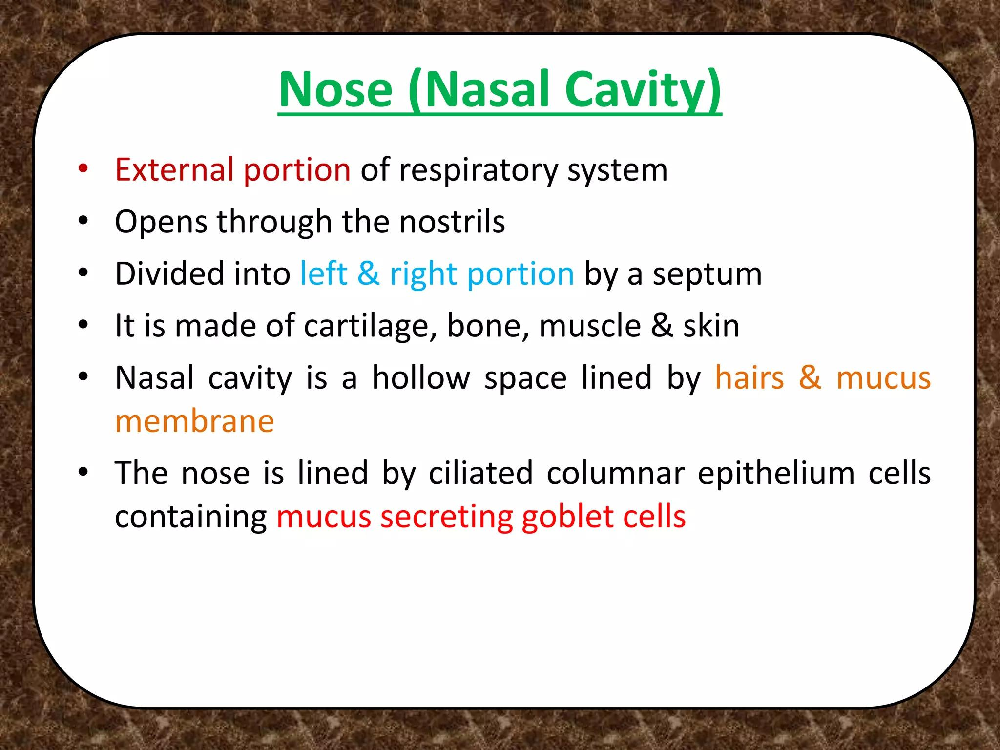 Nose (Nasal Cavity)
• External portion of respiratory system
• Opens through the nostrils
• Divided into left & right portion by a septum
• It is made of cartilage, bone, muscle & skin
• Nasal cavity is a hollow space lined by hairs & mucus
membrane
• The nose is lined by ciliated columnar epithelium cells
containing mucus secreting goblet cells